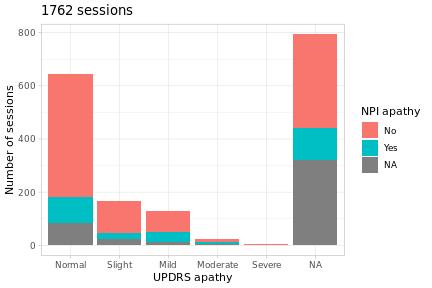 1762 sessions
Number of sessions
800
600
400
200
0
Normal
Slight
Mild
Moderate
Severe
NA
UPDRS apathy
NPI apathy
No
Yes
NA